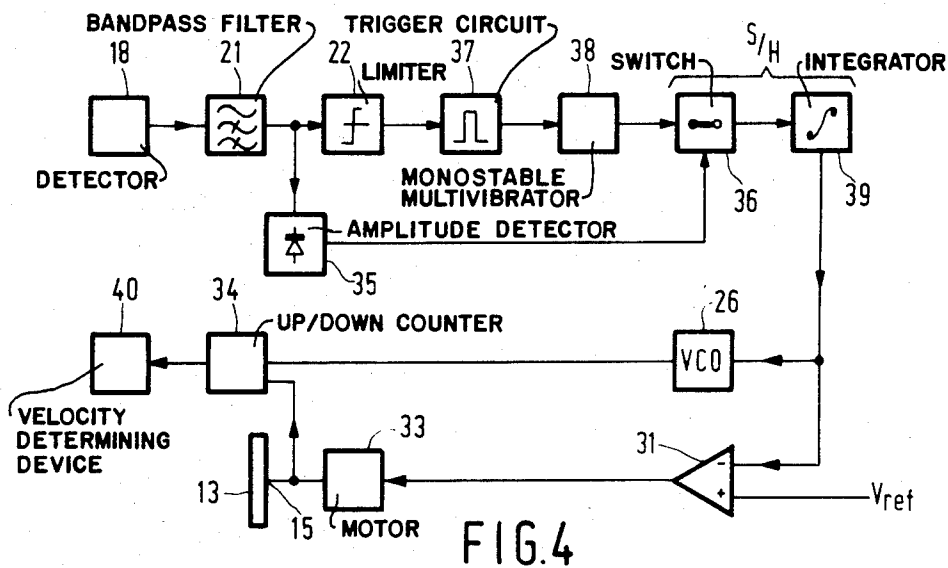 BANDPASS FILTER
TRIGGER CIRCUIT
S/H
18
21
22
LIMITER
37
38
SWITCH
INTEGRATOR
DETECTOR
MONOSTABLE
MULTIVIBRATOR
36
39
AMPLITUDE DETECTOR
35
40
34
UP/DOWN COUNTER
26
VCO
VELOCITY
DETERMINING
DEVICE
33
31
-
+
Vref
13
15
MOTOR
FIG.4